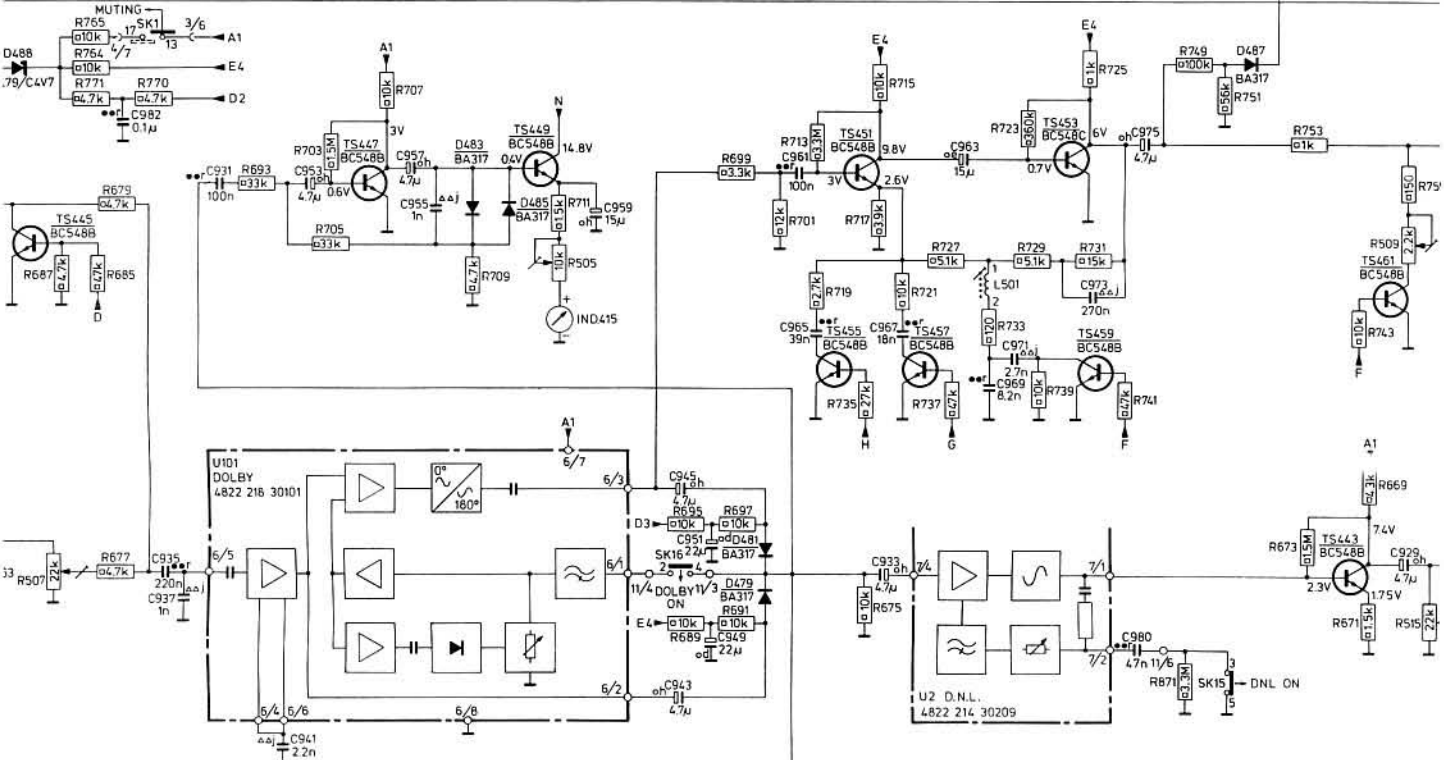 MUTING
R765
10k
17
SK1
13
3/6
A1
4/7
D488
.79/C4V7
R764
10k
E4
R771
4.7k
R770
4.7k
D2
C982
0.1µ
A1
10k
R707
3V
N
R703
1.5M
TS447
BC548B
C957
h
4.7µ
D483
BA317
TS449
BC548B
14.8V
0.4V
C931
100n
R693
33k
C953
h
4.7µ
0.6V
C955
1n
j
D485
BA317
R711
1.5k
C959
15µ
h
R705
33k
4.7k
R709
10k
R505
+
IND.415
-
R679
4.7k
TS445
BC548B
R687
4.7k
47k
R685
D
E4
10k
R715
R713
3.3M
TS451
BC548B
9.8V
R699
3.3k
C961
r
100n
3V
2.6V
12k
R701
R717
3.9k
C963
d
15µ
E4
1k
R725
R723
360k
TS453
BC548C
6V
0.7V
C975
h
4.7µ
R749
100k
D487
BA317
56k
R751
R753
1k
150
R75
R509
2.2k
TS461
BC548B
10k
R743
F
R727
5.1k
R729
5.1k
R731
15k
1
L501
2
C973
j
270n
R719
2.7k
10k
R721
120
R733
C965
39n
r
TS455
BC548B
C967
18n
r
TS457
BC548B
C971
j
2.7n
TS459
BC548B
C969
8.2n
10k
R739
R735
27k
R737
47k
47k
R741
H
G
F
U101
DOLBY
4822 218 30101
A1
6/7
0°
180°
6/3
C945
h
4.7µ
R695
10k
R697
10k
D3
C951
22µ
d
D481
BA317
SK16
2
4
6/1
11/4
DOLBY
ON
11/3
D479
BA317
E4
10k
R689
R691
10k
C949
22µ
d
6/2
C943
h
4.7µ
R507
22k
R677
4.7k
C935
r
220n
C937
1n
j
6/5
6/4
6/6
6/8
j
C941
2.2n
10k
R675
C933
h
4.7µ
7/4
7/1
7/2
U2 D.N.L.
4822 214 30209
C980
47n
11/6
R871
3.3M
SK15
3
5
DNL ON
A1
4.3k
R669
7.4V
R673
1.5M
TS443
BC548B
C929
h
4.7µ
2.3V
1.75V
R671
1.5k
R515
22k